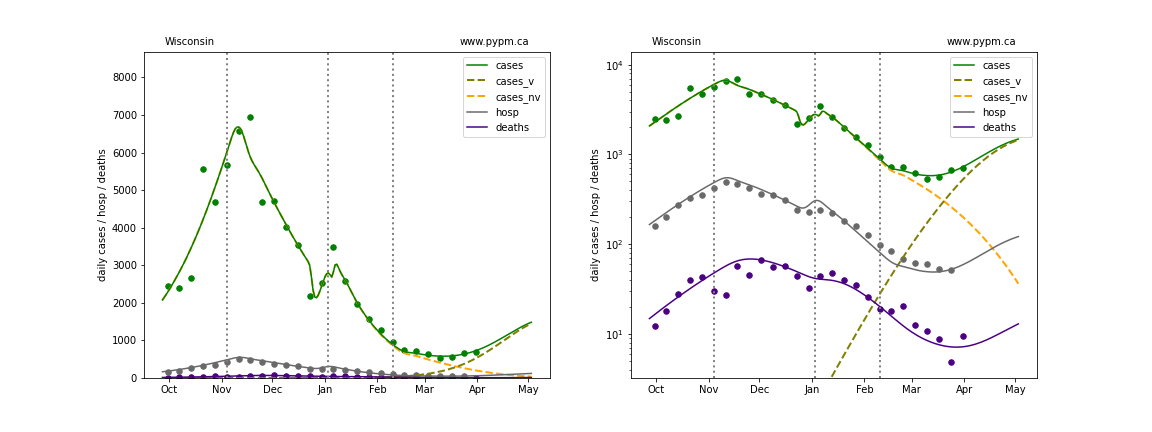 Wisconsin www.pypm.ca
cases
cases_v
cases_nv
hosp
deaths
daily cases / hosp / deaths
8000
7000
6000
5000
4000
3000
2000
1000
0
Oct Nov Dec Jan Feb Mar Apr May
Wisconsin www.pypm.ca
cases
cases_v
cases_nv
hosp
deaths
daily cases / hosp / deaths
10⁴
10³
10²
10¹
Oct Nov Dec Jan Feb Mar Apr May